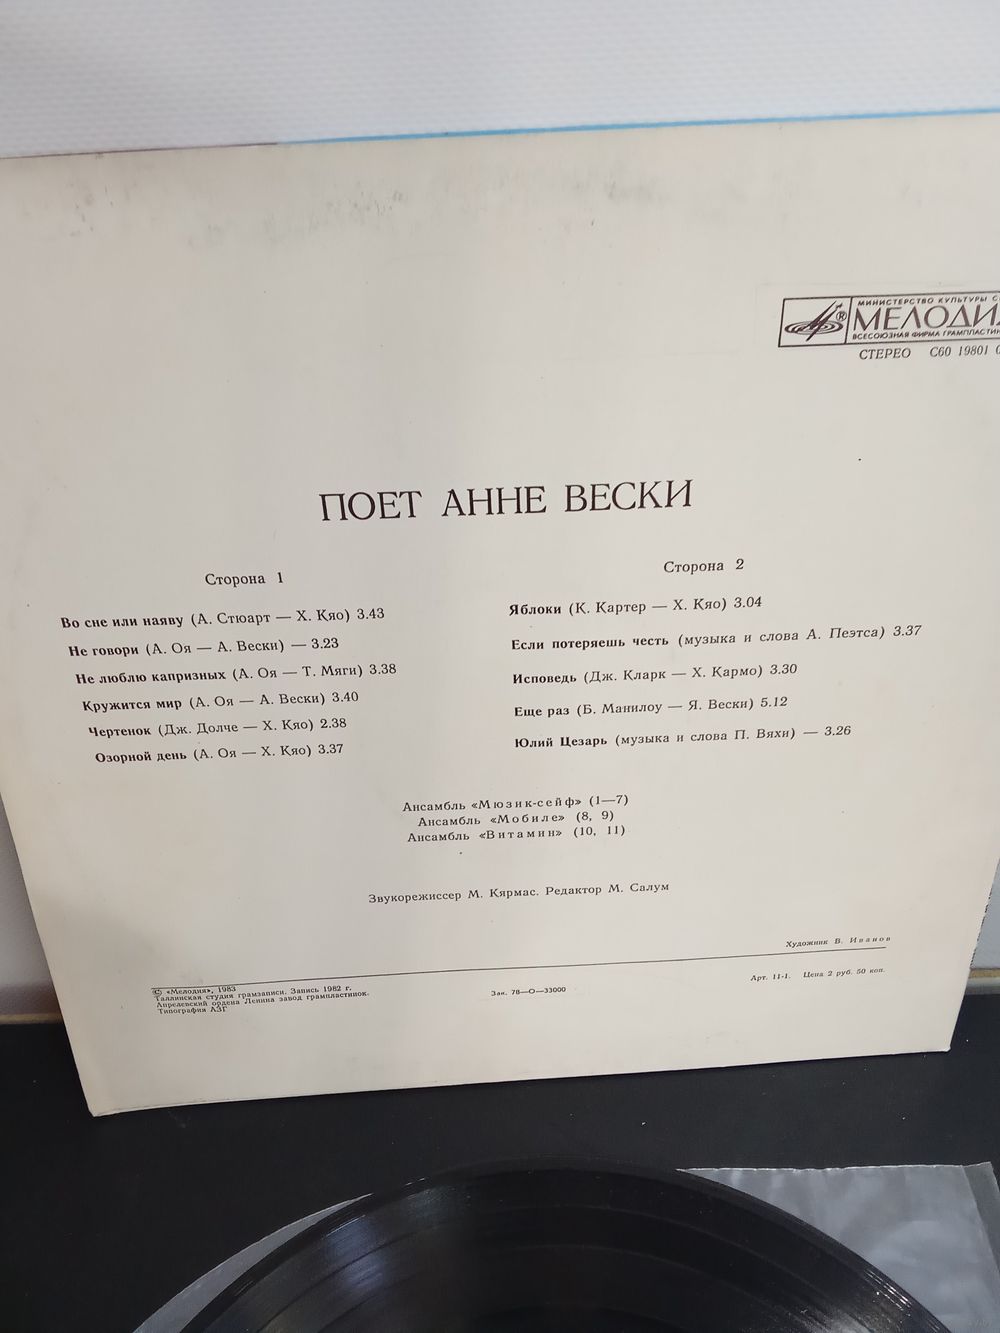 МИНИСТЕРСТВО КУЛЬТУРЫ
МЕЛОДИЯ
ВСЕСОЮЗНАЯ ФИРМА ГРАМПЛАСТИН
СТЕРЕО С60 19801
ПОЕТ АННЕ ВЕСКИ
Сторона 1
Во сне или наяву (А. Стюарт — Х. Кяо) 3.43
Не говори (А. Оя — А. Вески) — 3.23
Не люблю капризных (А. Оя — Т. Мяги) 3.38
Кружится мир (А. Оя — А. Вески) 3.40
Чертенок (Дж. Долче — Х. Кяо) 2.38
Озорной день (А. Оя — Х. Кяо) 3.37
Сторона 2
Яблоки (К. Картер — Х. Кяо) 3.04
Если потеряешь честь (музыка и слова А. Пеэтса) 3.37
Исповедь (Дж. Кларк — Х. Кармо) 3.30
Еще раз (Б. Манилоу — Я. Вески) 5.12
Юлий Цезарь (музыка и слова П. Вяхи) — 3.26
Ансамбль «Мюзик-сейф» (1—7)
Ансамбль «Мобиле» (8, 9)
Ансамбль «Витамин» (10, 11)
Звукорежиссер М. Кярмас. Редактор М. Салум
Художник В. Иванов
© «Мелодия», 1983
Таллинская студия грамзаписи. Запись 1982 г.
Апрелевский ордена Ленина завод грампластинок.
Типография АЗГ
Зак. 78—О—33000
Арт. 11-1. Цена 2 руб. 50 коп.